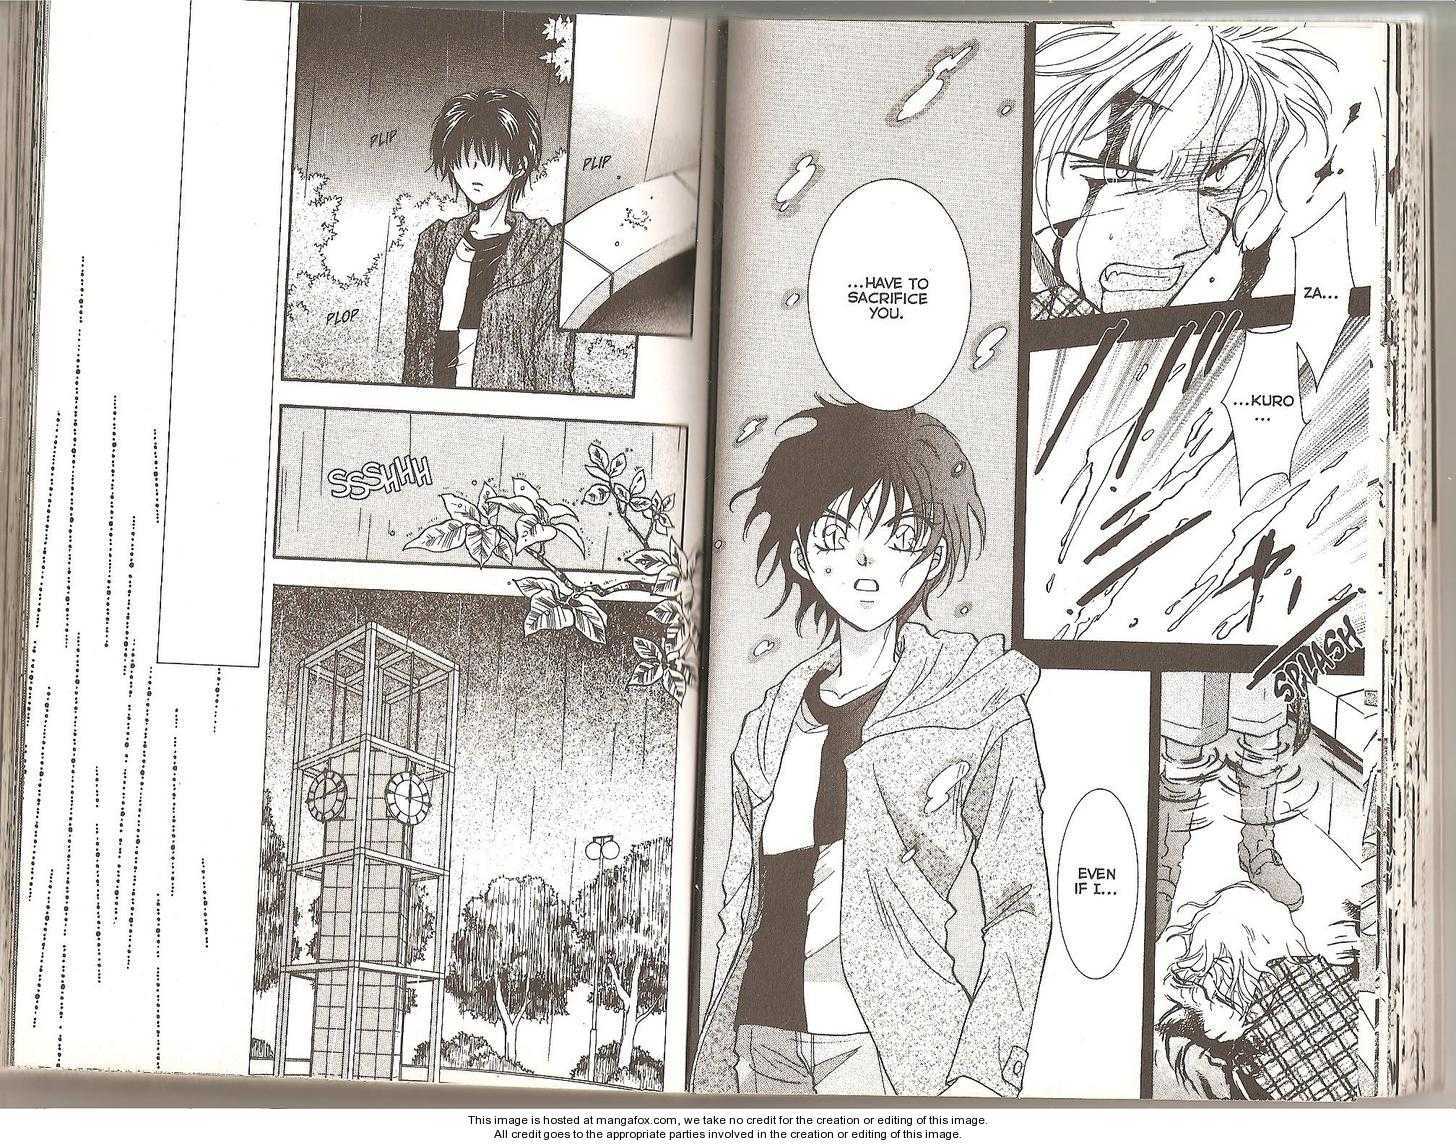 ZA...
...KURO
...
SPLASH
EVEN
IF I...
...HAVE TO
SACRIFICE
YOU.
PLIP
PLIP
PLOP
SSSHHH
This image is hosted at mangafox.com, we take no credit for the creation or editing of this image.
All credit goes to the appropriate parties involved in the creation or editing of this image.